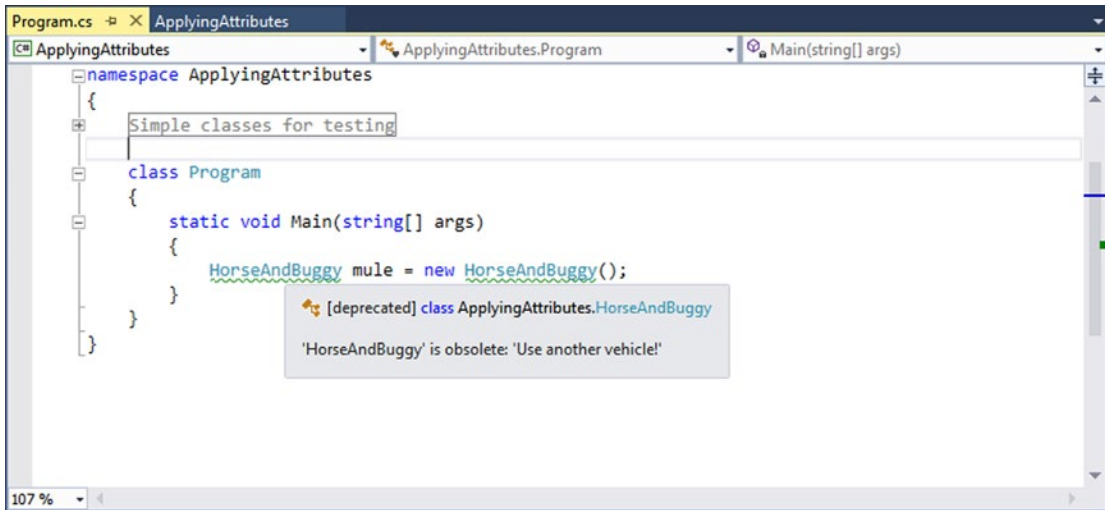 Program.cs ApplyingAttributes
C# ApplyingAttributes ApplyingAttributes.Program Main(string[] args)
namespace ApplyingAttributes
{
Simple classes for testing
class Program
{
static void Main(string[] args)
{
HorseAndBuggy mule = new HorseAndBuggy();
}
}
}
[deprecated] class ApplyingAttributes.HorseAndBuggy
'HorseAndBuggy' is obsolete: 'Use another vehicle!'
107 %